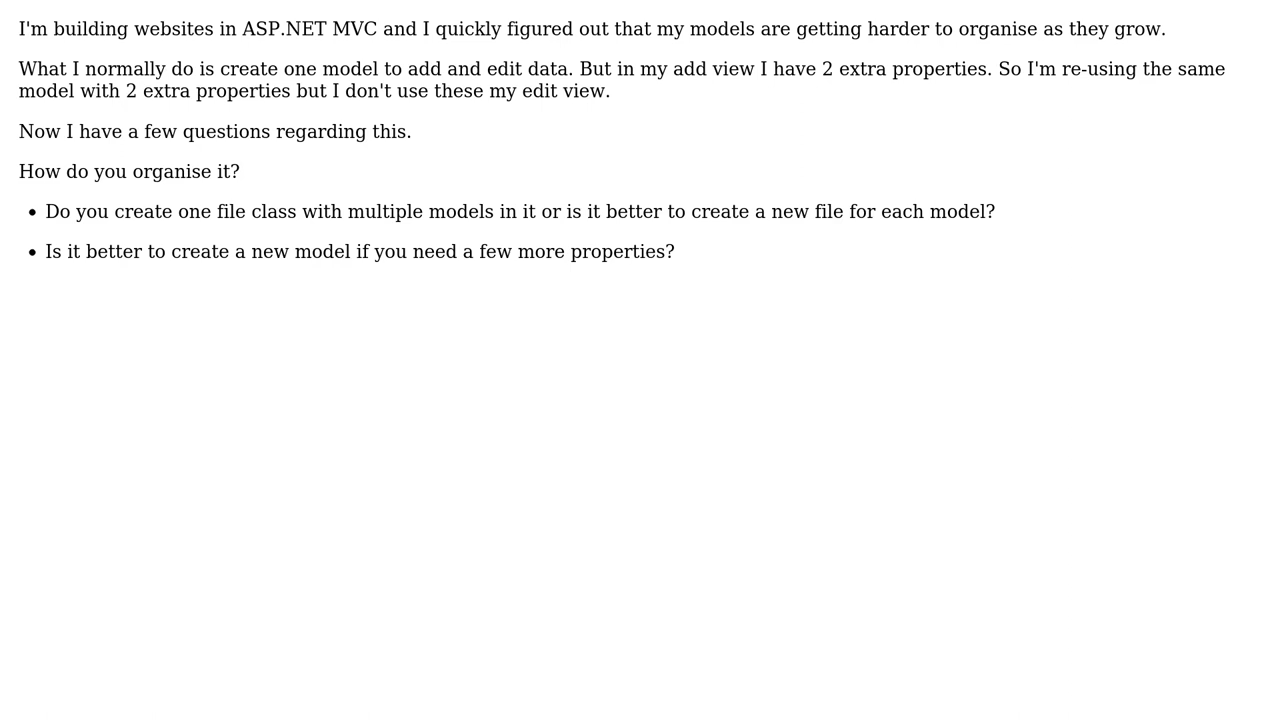 I'm building websites in ASP.NET MVC and I quickly figured out that my models are getting harder to organise as they grow.
What I normally do is create one model to add and edit data. But in my add view I have 2 extra properties. So I'm re-using the same
model with 2 extra properties but I don't use these my edit view.
Now I have a few questions regarding this.
How do you organise it?
• Do you create one file class with multiple models in it or is it better to create a new file for each model?
• Is it better to create a new model if you need a few more properties?